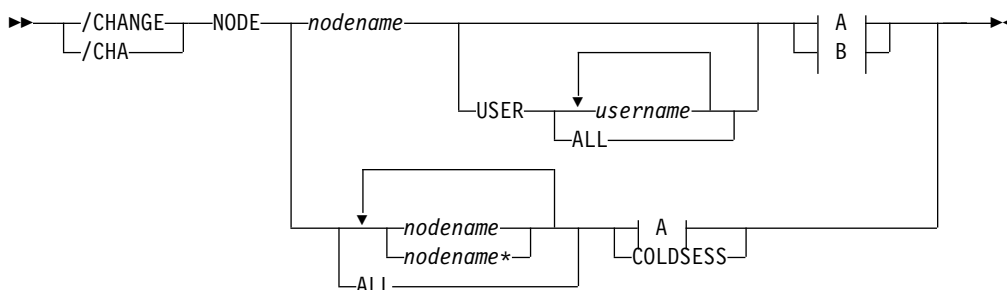 /CHANGE NODE nodename A
/CHA B
USER username
ALL
nodename A
nodename* COLDSESS
ALL